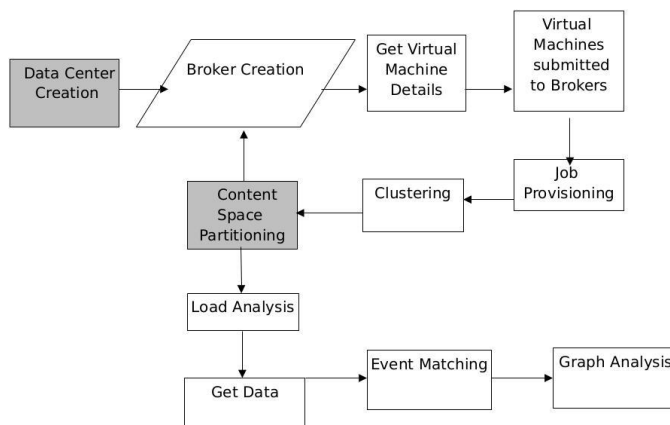 Data Center
Creation
Broker Creation
Get Virtual
Machine
Details
Virtual
Machines
submitted
to Brokers
Job
Provisioning
Clustering
Content
Space
Partitioning
Load Analysis
Get Data
Event Matching
Graph Analysis